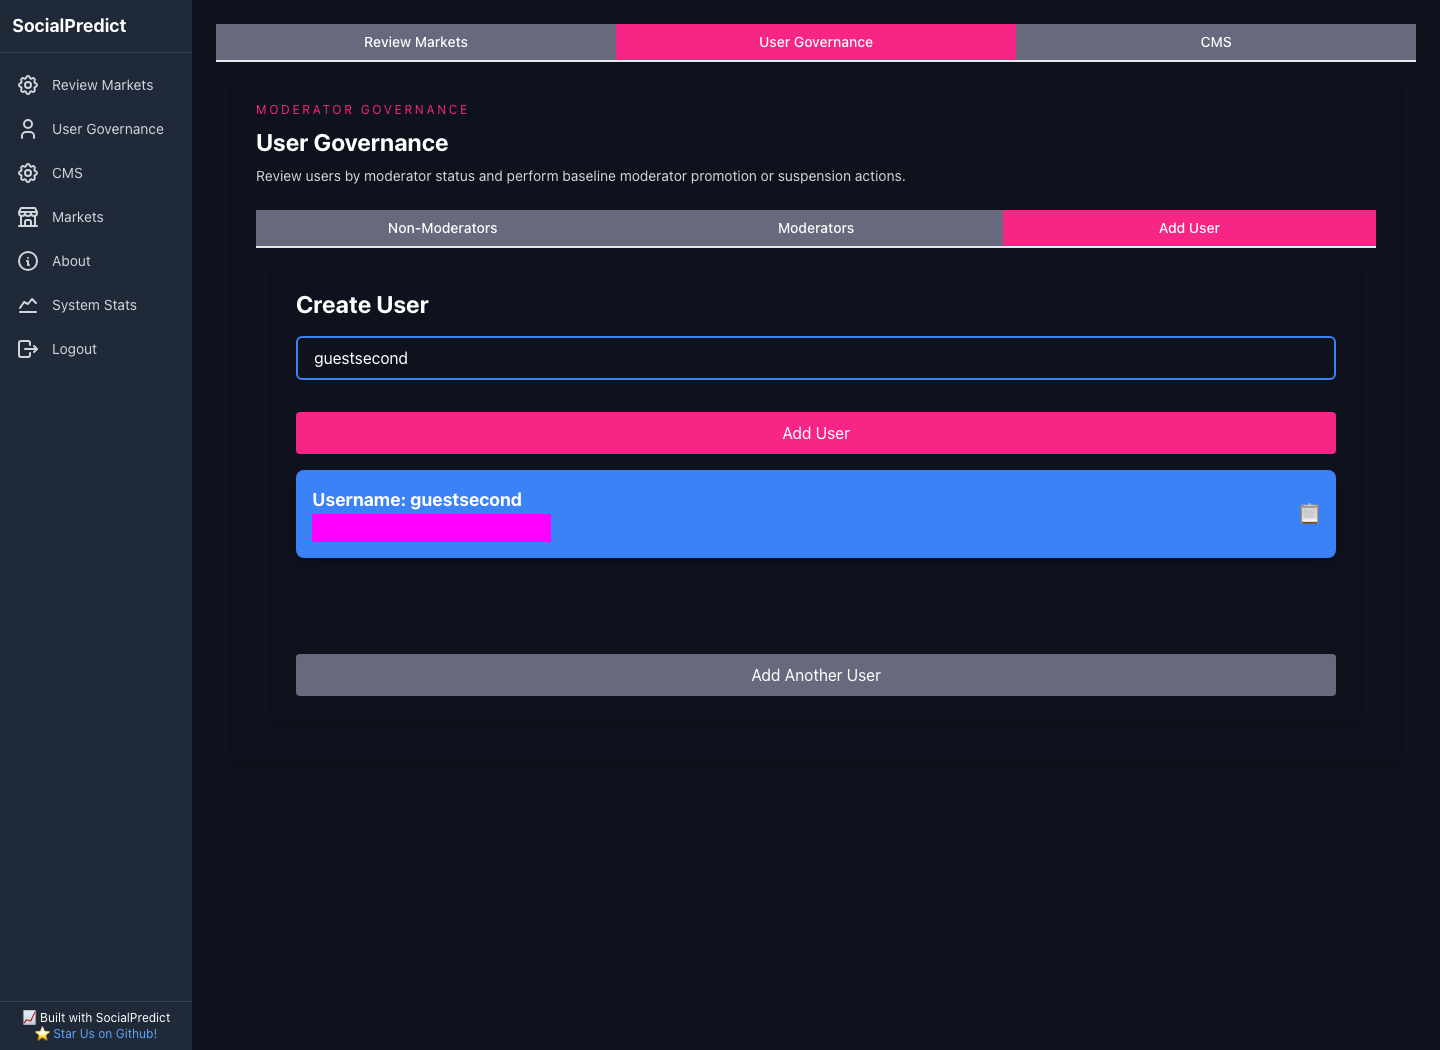 SocialPredict
Review Markets
User Governance
CMS
Markets
About
System Stats
Logout
Built with SocialPredict
Star Us on Github!
Review Markets
User Governance
CMS
MODERATOR GOVERNANCE
User Governance
Review users by moderator status and perform baseline moderator promotion or suspension actions.
Non-Moderators
Moderators
Add User
Create User
guestsecond
Add User
Username: guestsecond
Add Another User